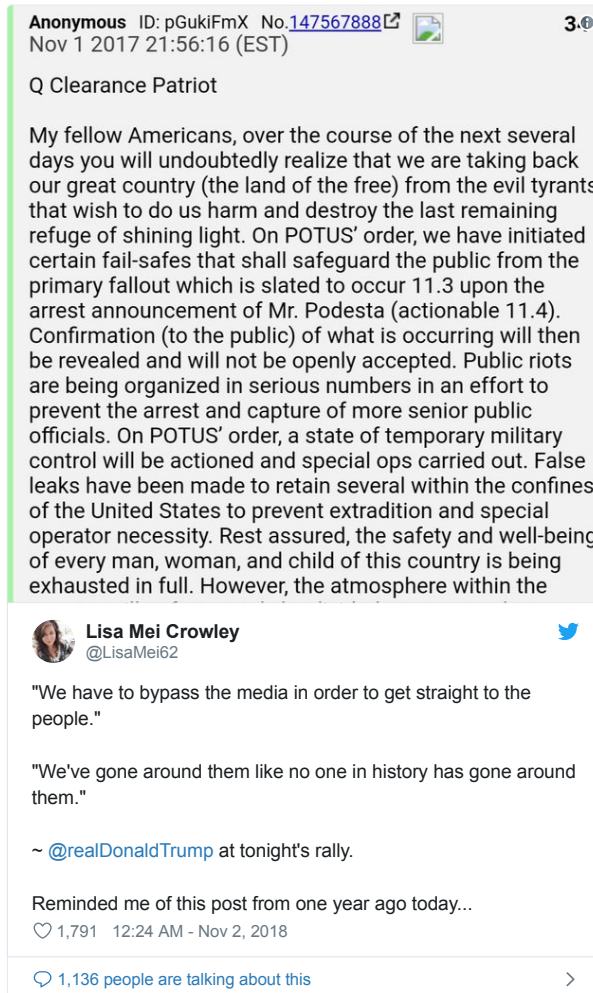 Anonymous ID: pGukiFmX No.147567888 34
Nov 1 2017 21:56:16 (EST)
Q Clearance Patriot
My fellow Americans, over the course of the next several
days you will undoubtedly realize that we are taking back
our great country (the land of the free) from the evil tyrants
that wish to do us harm and destroy the last remaining
refuge of shining light. On POTUS’ order, we have initiated
certain fail-safes that shall safeguard the public from the
primary fallout which is slated to occur 11.3 upon the
arrest announcement of Mr. Podesta (actionable 11.4).
Confirmation (to the public) of what is occurring will then
be revealed and will not be openly accepted. Public riots
are being organized in serious numbers in an effort to
prevent the arrest and capture of more senior public
officials. On POTUS’ order, a state of temporary military
control will be actioned and special ops carried out. False
leaks have been made to retain several within the confines
of the United States to prevent extradition and special
operator necessity. Rest assured, the safety and well-being
of every man, woman, and child of this country is being
exhausted in full. However, the atmosphere within the
Lisa Mei Crowley
@LisaMei62
"We have to bypass the media in order to get straight to the
people."
"We've gone around them like no one in history has gone around
them."
~ @realDonaldTrump at tonight's rally.
Reminded me of this post from one year ago today...
1,791 12:24 AM - Nov 2, 2018
1,136 people are talking about this